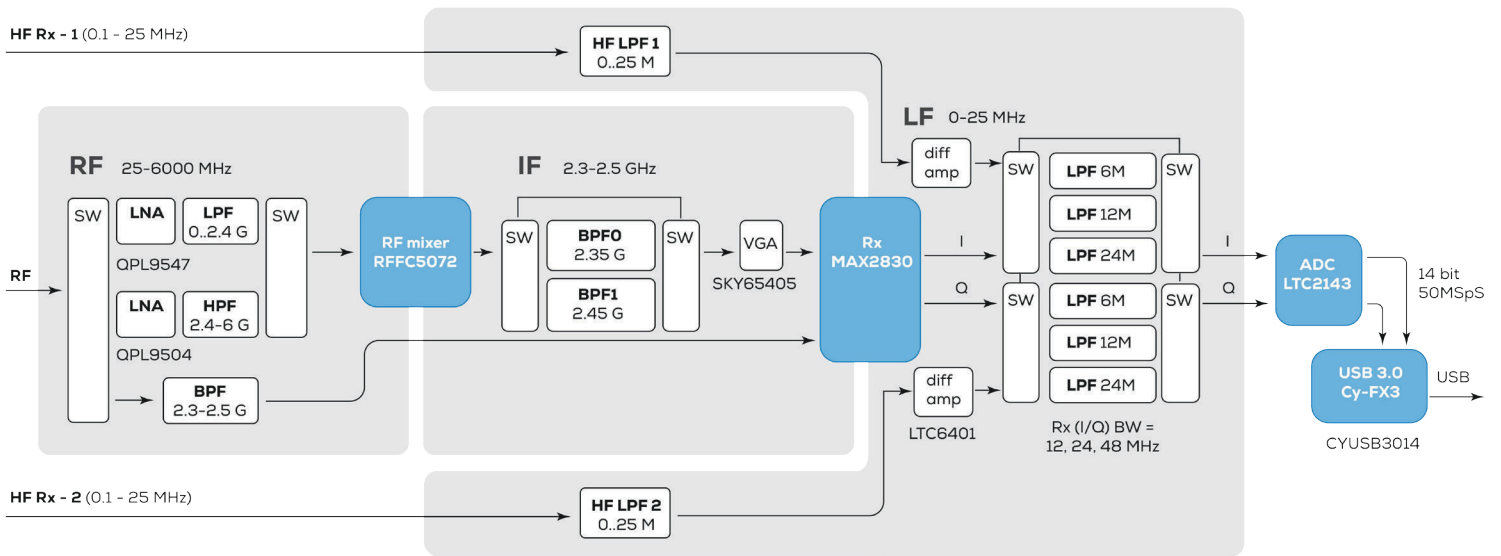 HF Rx - 1 (0.1 - 25 MHz)
HF LPF 1
0..25 M
RF 25-6000 MHz
SW
LNA
LPF
0..2.4 G
SW
QPL9547
LNA
HPF
2.4-6 G
QPL9504
BPF
2.3-2.5 G
RF
RF mixer
RFFC5072
IF 2.3-2.5 GHz
SW
BPF0
2.35 G
BPF1
2.45 G
SW
VGA
SKY65405
Rx
MAX2830
I
Q
LF 0-25 MHz
diff
amp
SW
LPF 6M
LPF 12M
LPF 24M
SW
SW
LPF 6M
LPF 12M
LPF 24M
SW
diff
amp
LTC6401
Rx (I/Q) BW =
12, 24, 48 MHz
I
Q
ADC
LTC2143
14 bit
50MSpS
USB 3.0
Cy-FX3
USB
CYUSB3014
HF Rx - 2 (0.1 - 25 MHz)
HF LPF 2
0..25 M